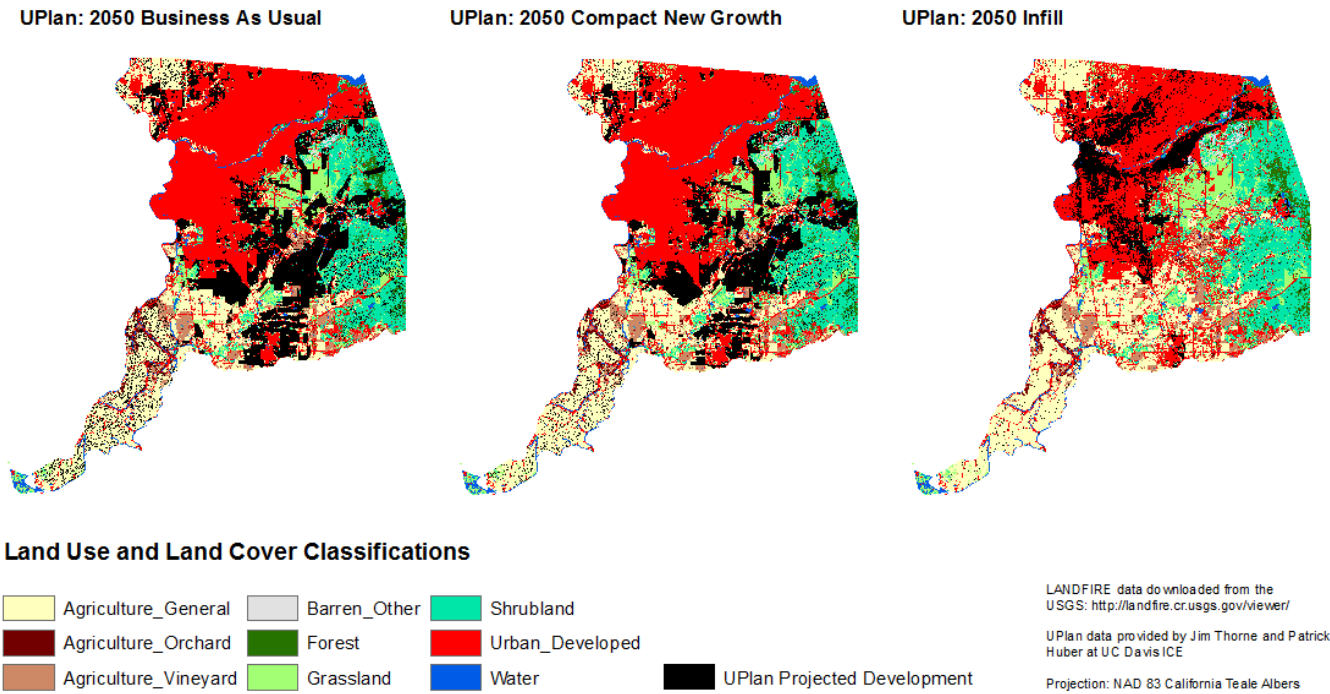 UPlan: 2050 Business As Usual
UPlan: 2050 Compact New Growth
UPlan: 2050 Infill
Land Use and Land Cover Classifications
Agriculture_General
Barren_Other
Shrubland
Agriculture_Orchard
Forest
Urban_Developed
Agriculture_Vineyard
Grassland
Water
UPlan Projected Development
LANDFIRE data downloaded from the
USGS: http://landfire.cr.usgs.gov/viewer/
UPlan data provided by Jim Thorne and Patrick
Huber at UC Davis ICE
Projection: NAD 83 California Teale Albers